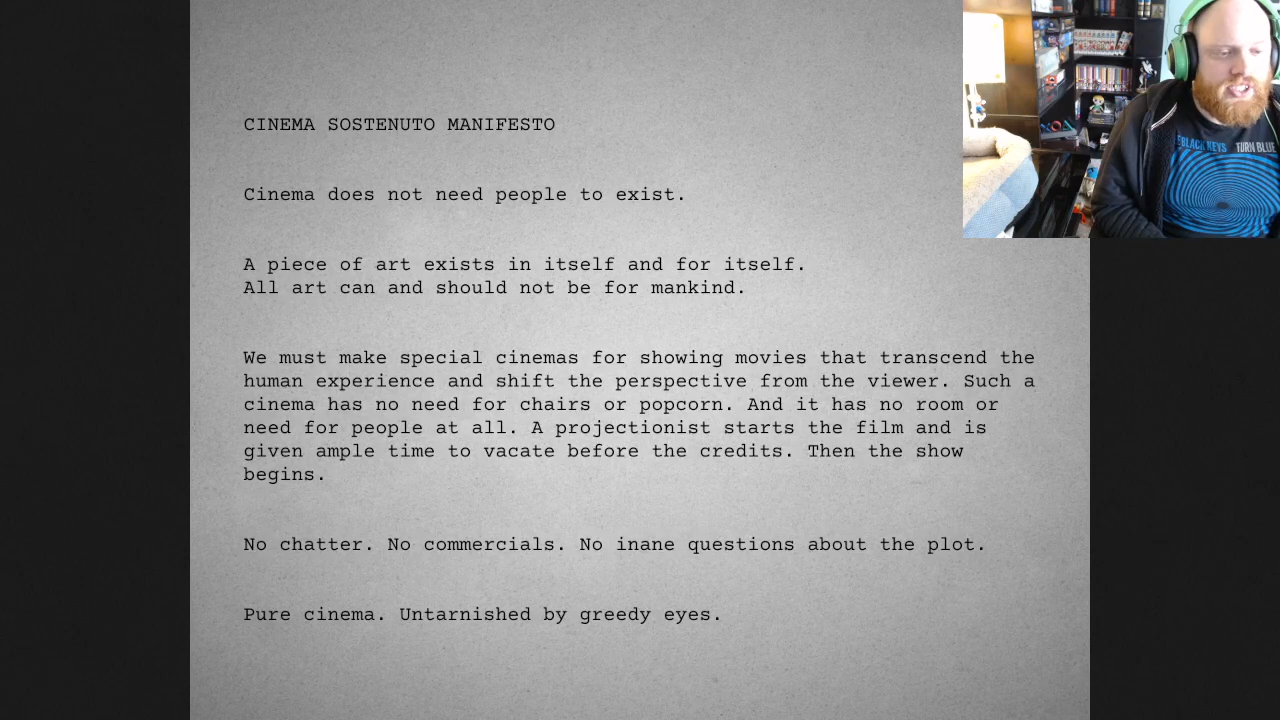 CINEMA SOSTENUTO MANIFESTO
Cinema does not need people to exist.
A piece of art exists in itself and for itself.
All art can and should not be for mankind.
We must make special cinemas for showing movies that transcend the
human experience and shift the perspective from the viewer. Such a
cinema has no need for chairs or popcorn. And it has no room or
need for people at all. A projectionist starts the film and is
given ample time to vacate before the credits. Then the show
begins.
No chatter. No commercials. No inane questions about the plot.
Pure cinema. Untarnished by greedy eyes.
BLACK KEYS TURN BLUE